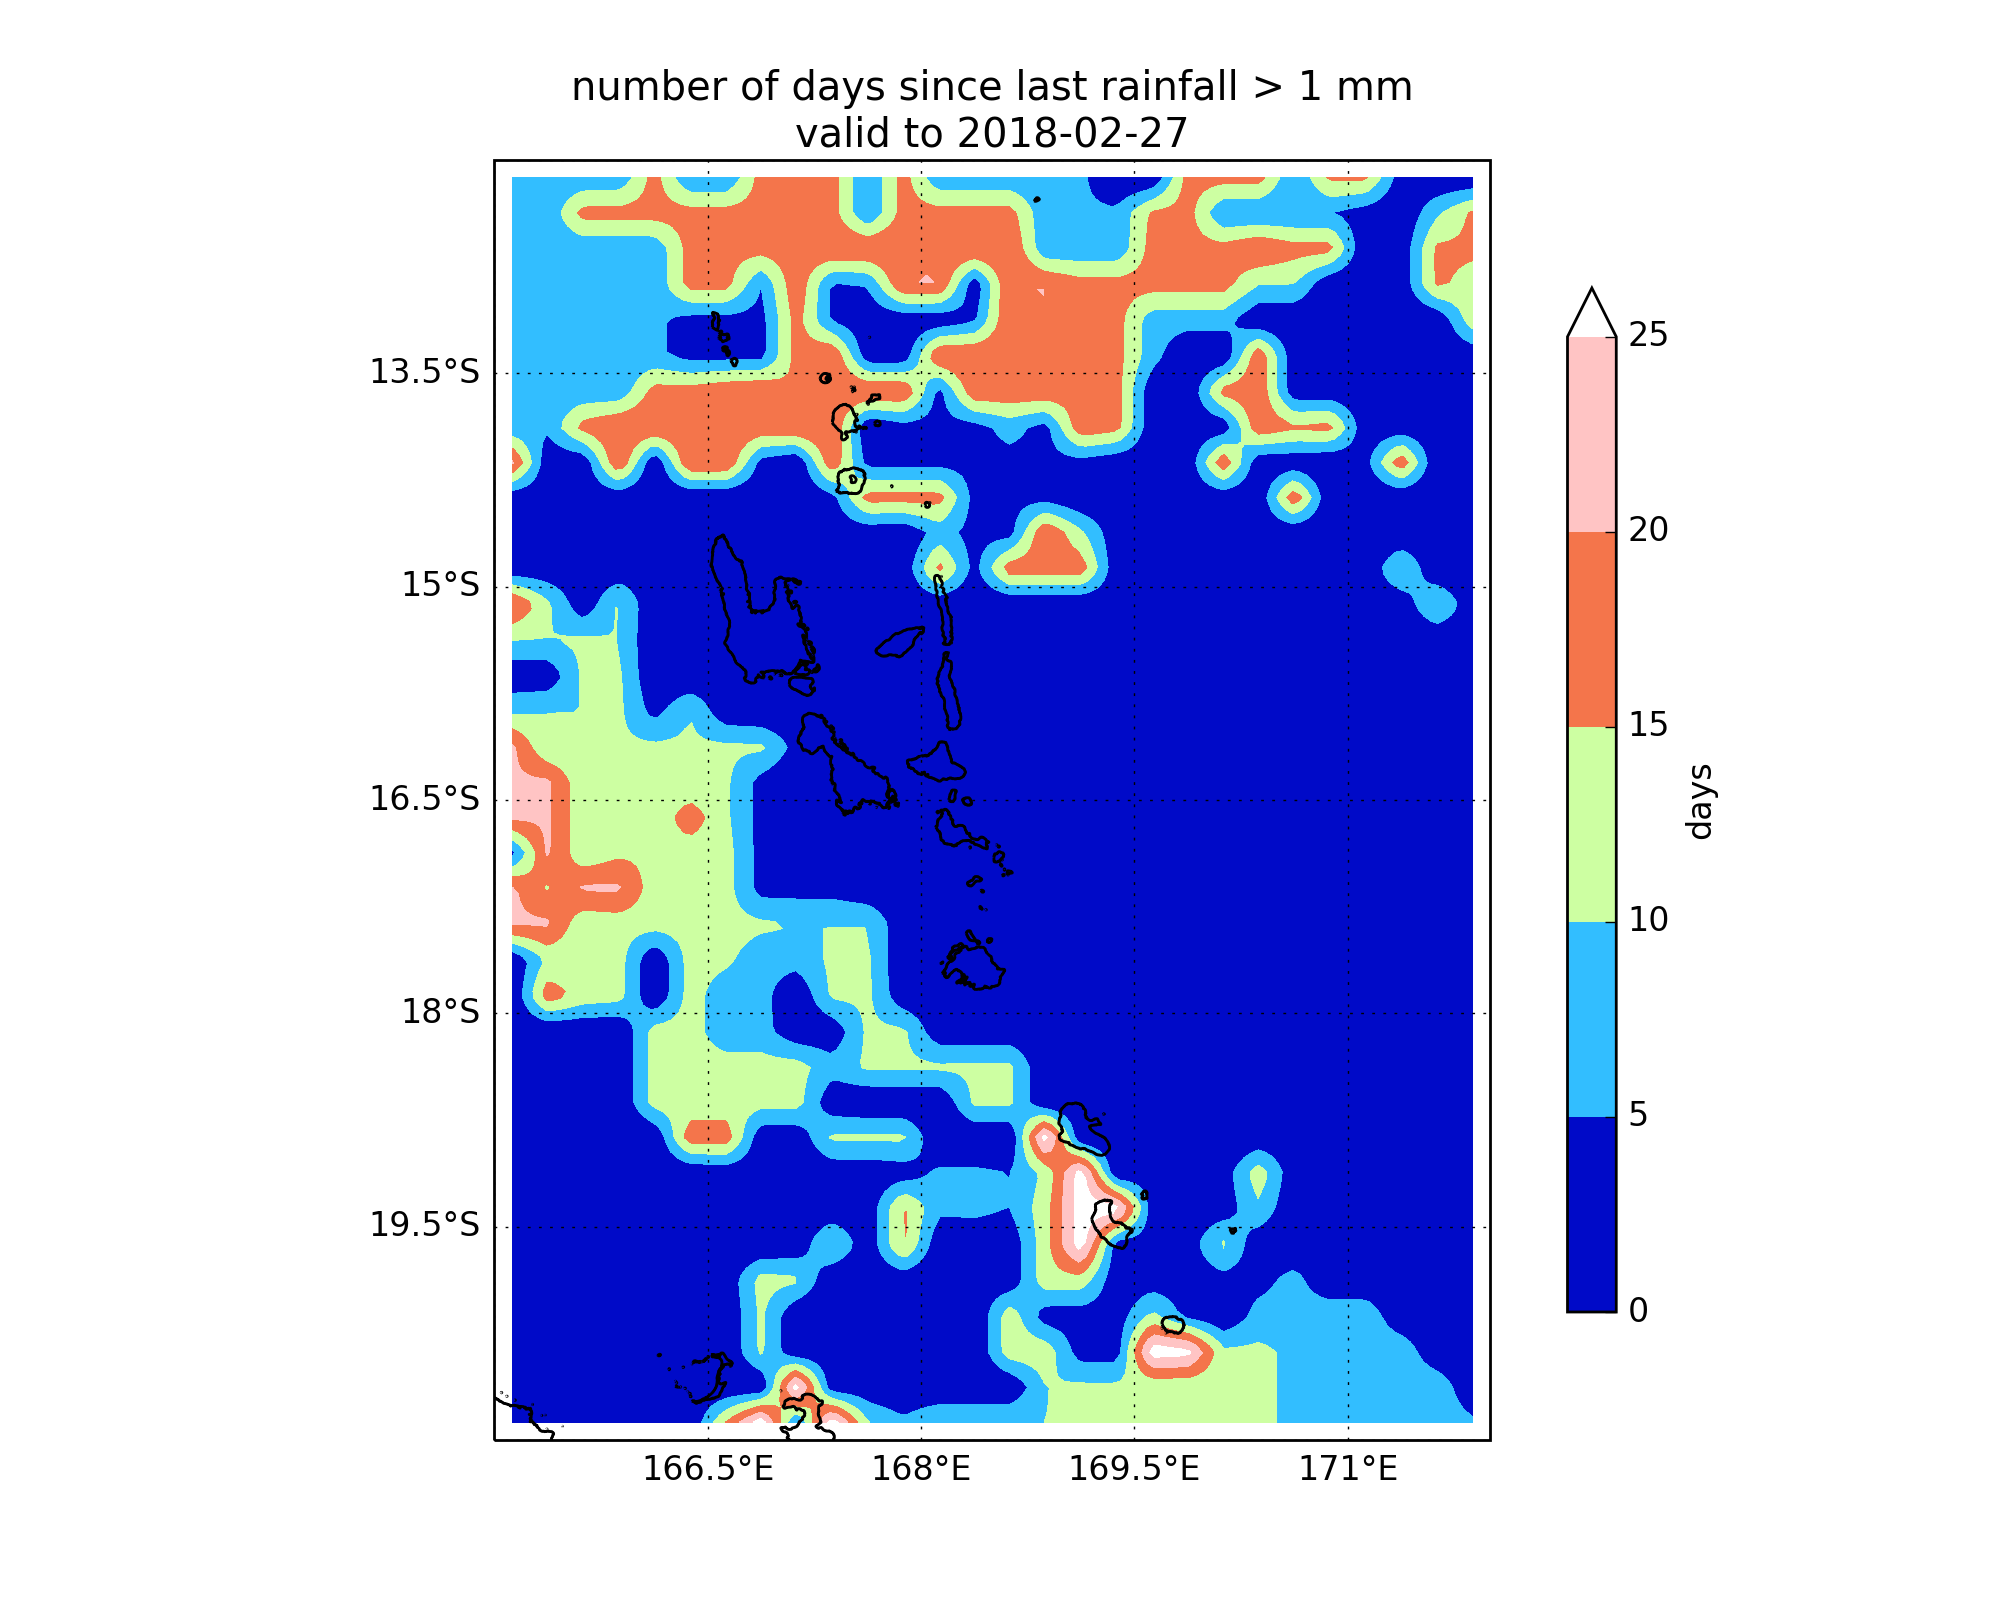 number of days since last rainfall > 1 mm
valid to 2018-02-27
13.5°S
15°S
16.5°S
18°S
19.5°S
166.5°E
168°E
169.5°E
171°E
25
20
15
10
5
0
days